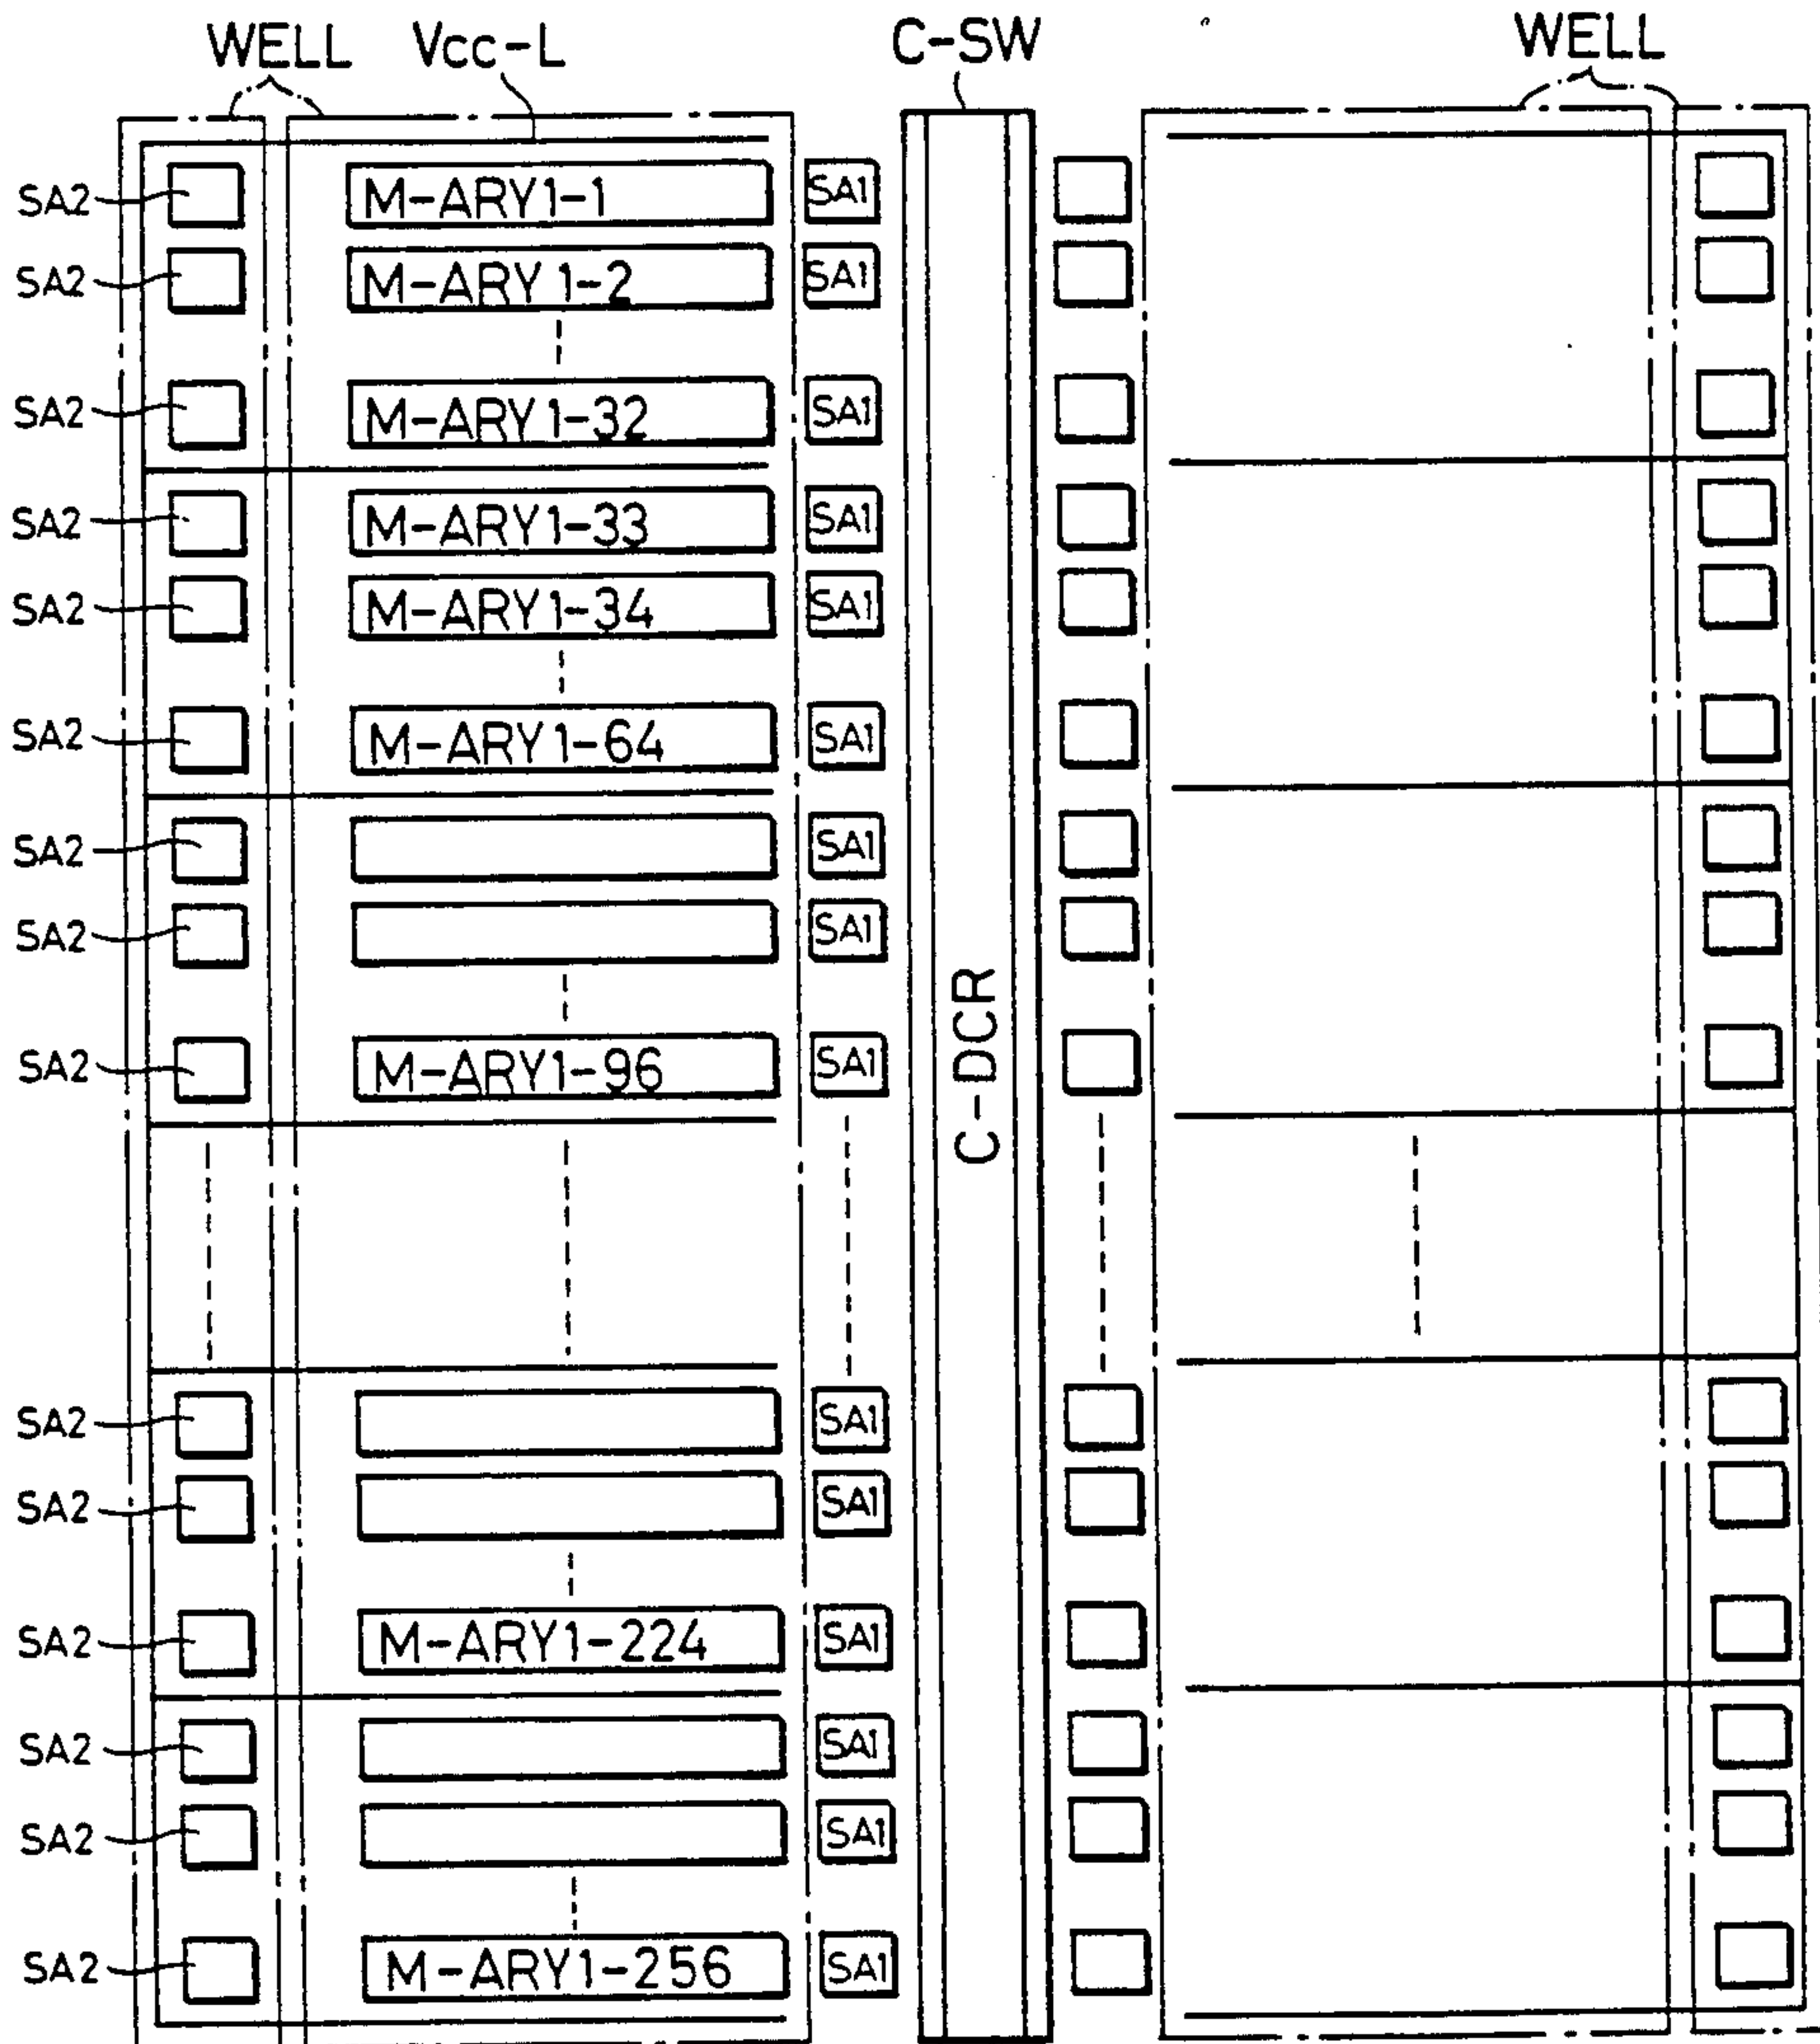 WELL Vcc-L C-SW WELL
SA2 M-ARY1-1 SA1
SA2 M-ARY1-2 SA1
SA2 M-ARY1-32 SA1
SA2 M-ARY1-33 SA1
SA2 M-ARY1-34 SA1
SA2 M-ARY1-64 SA1
SA2 SA1
SA2 SA1
SA2 M-ARY1-96 SA1
C-DCR
SA2 SA1
SA2 SA1
SA2 M-ARY1-224 SA1
SA2 SA1
SA2 SA1
SA2 M-ARY1-256 SA1